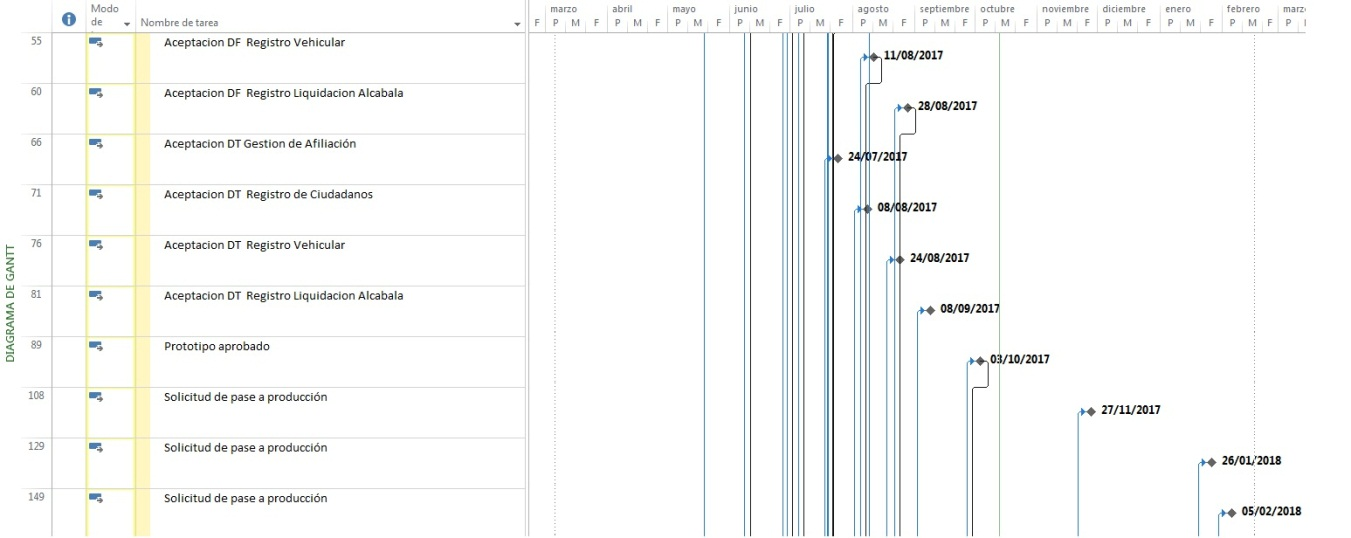 Modo
de
Nombre de tarea
marzo abril mayo junio julio agosto septiembre octubre noviembre diciembre enero febrero marz
F P M F P M F P M F P M F P M F P M F P M F P M F P M F P M F P M F P M F P M
DIAGRAMA DE GANTT
55 Aceptacion DF Registro Vehicular 11/08/2017
60 Aceptacion DF Registro Liquidacion Alcabala 28/08/2017
66 Aceptacion DT Gestion de Afiliación 24/07/2017
71 Aceptacion DT Registro de Ciudadanos 08/08/2017
76 Aceptacion DT Registro Vehicular 24/08/2017
81 Aceptacion DT Registro Liquidacion Alcabala 08/09/2017
89 Prototipo aprobado 03/10/2017
108 Solicitud de pase a producción 27/11/2017
129 Solicitud de pase a producción 26/01/2018
149 Solicitud de pase a producción 05/02/2018